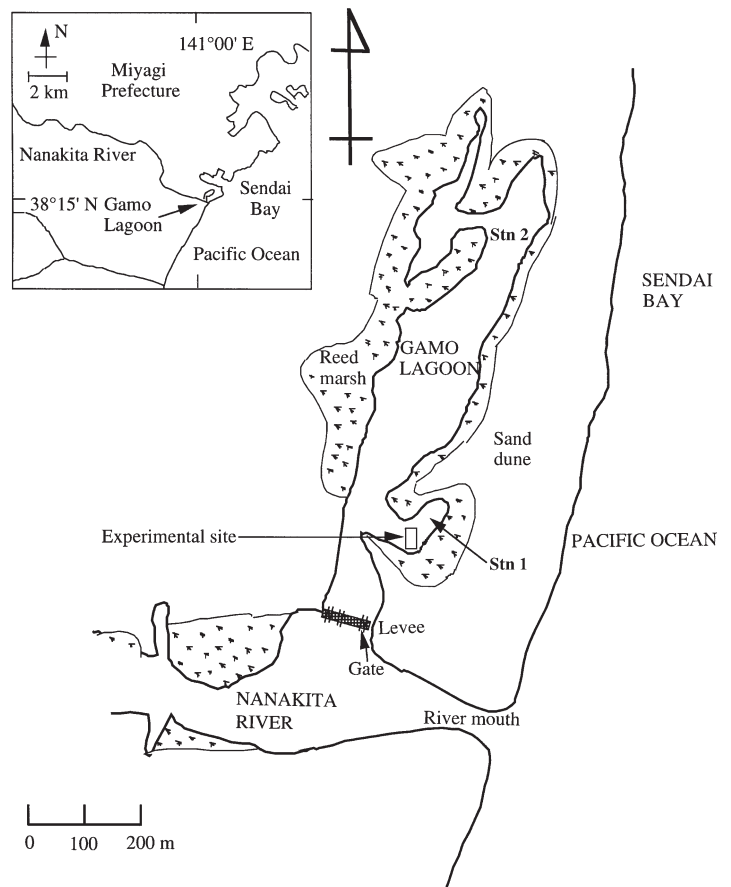 N
141°00' E
2 km
Miyagi
Prefecture
Nanakita River
Sendai
Bay
38°15' N Gamo
Lagoon
Pacific Ocean
Stn 2
SENDAI
BAY
GAMO
LAGOON
Reed
marsh
Sand
dune
Experimental site
PACIFIC OCEAN
Stn 1
Levee
Gate
NANAKITA
RIVER
River mouth
0 100 200 m